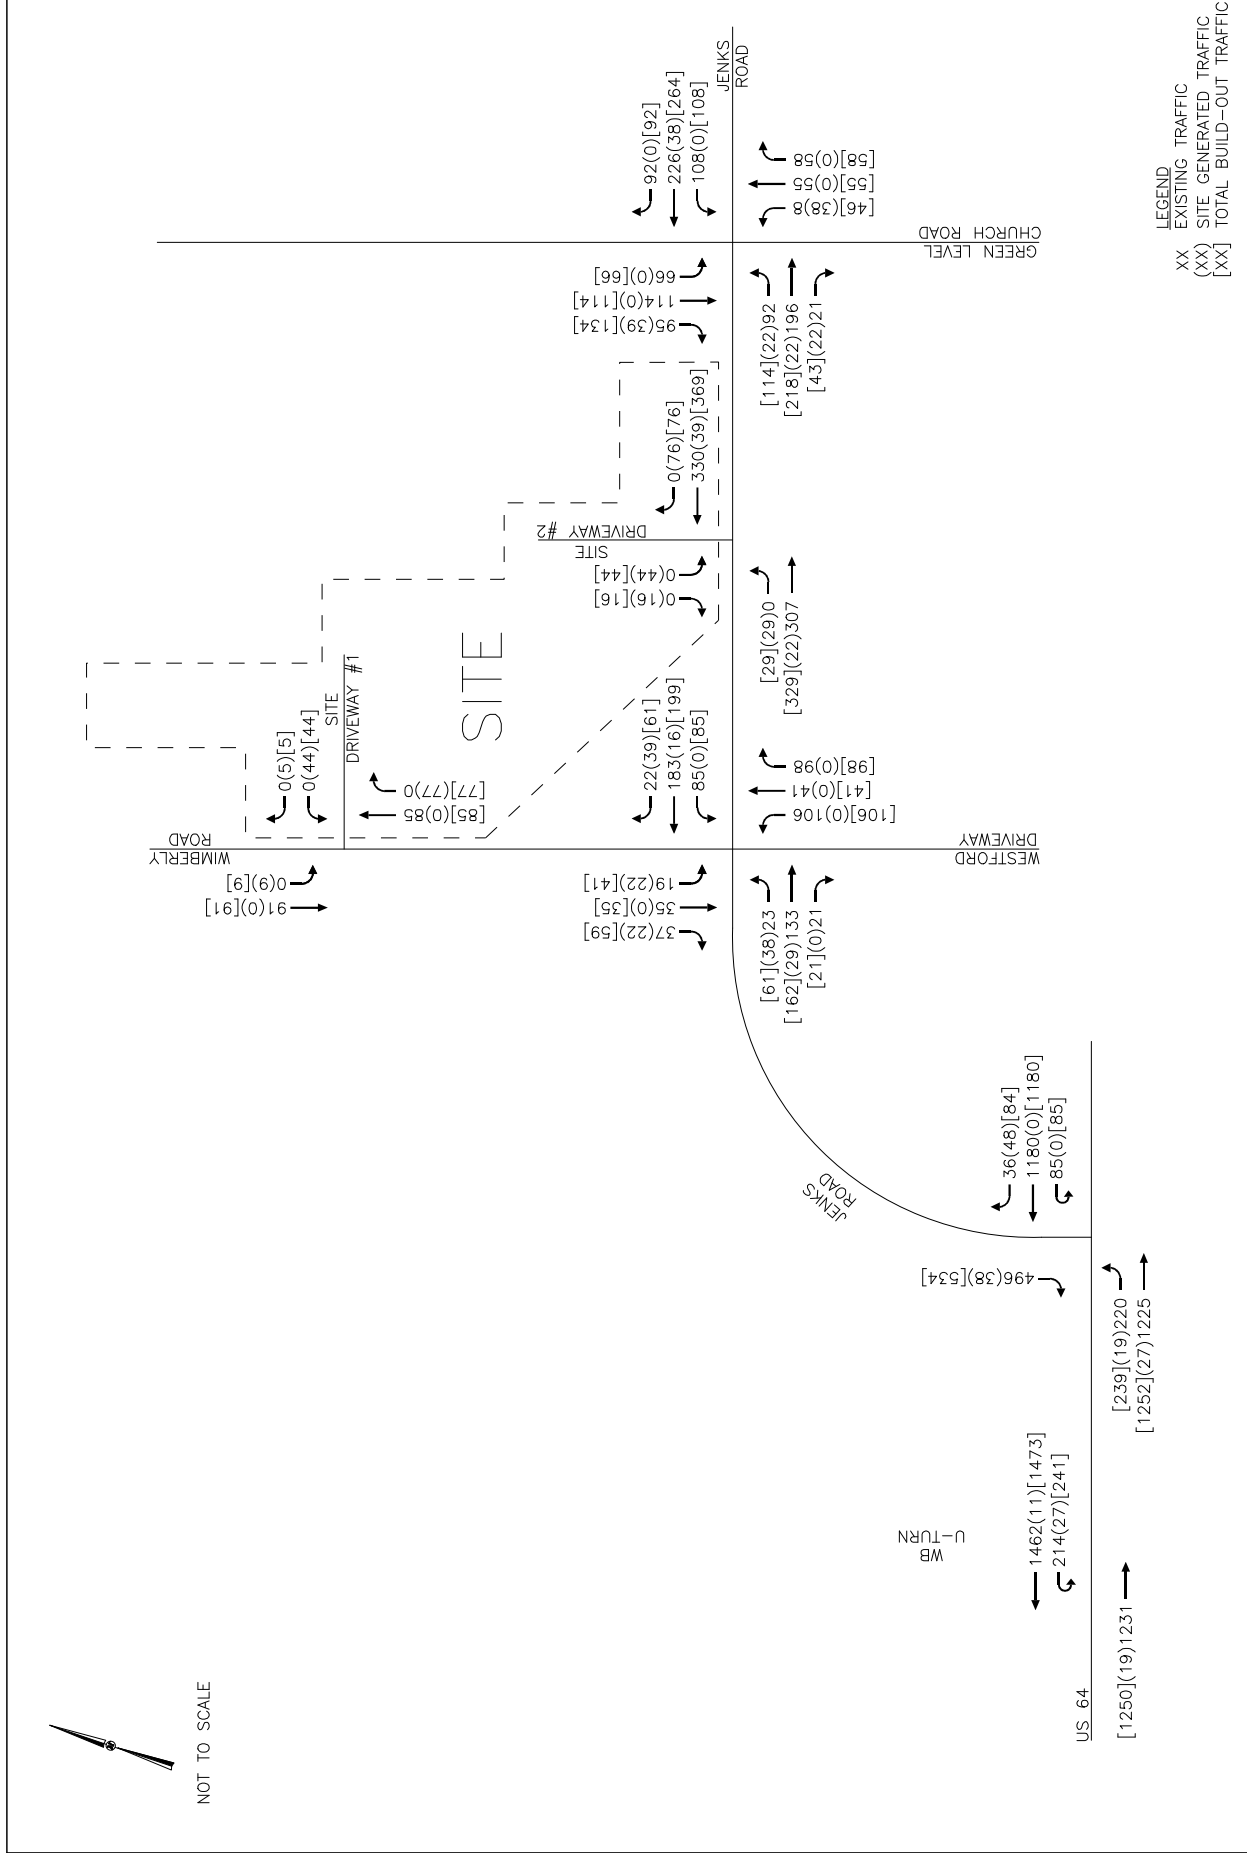 JENKS
ROAD
92(0)[92]
226(38)[264]
108(0)[108]
[58](0)58
[55](0)55
[46](38)8
GREEN LEVEL
CHURCH ROAD
66(0)[66]
114(0)[114]
95(39)[134]
[114](22)92
[218](22)196
[43](22)21
0(76)[76]
330(39)[369]
SITE
DRIVEWAY #2
0(44)[44]
0(16)[16]
[29](29)0
[329](22)307
SITE
SITE
DRIVEWAY #1
0(5)[5]
0(44)[44]
[77](77)0
[85](0)85
WIMBERLY
ROAD
0(9)[9]
91(0)[91]
22(39)[61]
183(16)[199]
85(0)[85]
[98](0)98
[41](0)41
[106](0)106
WESTFORD
DRIVEWAY
19(22)[41]
35(0)[35]
37(22)[59]
[61](38)23
[162](29)133
[21](0)21
JENKS
ROAD
36(48)[84]
1180(0)[1180]
85(0)[85]
496(38)[534]
[239](19)220
[1252](27)1225
1462(11)[1473]
214(27)[241]
WB
U-TURN
[1250](19)1231
US 64
NOT TO SCALE
LEGEND
XX EXISTING TRAFFIC
(XX) SITE GENERATED TRAFFIC
[XX] TOTAL BUILD-OUT TRAFFIC